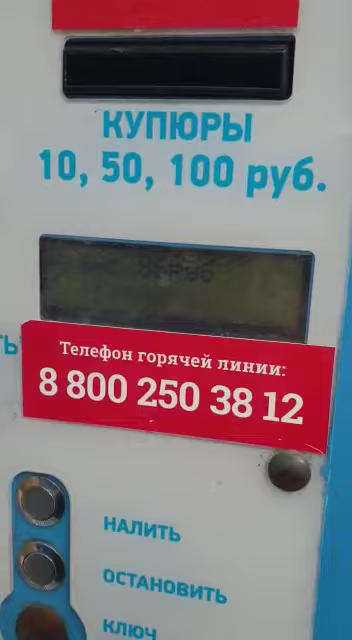 КУПЮРЫ
10, 50, 100 руб.
Телефон горячей линии:
8 800 250 38 12
НАЛИТЬ
ОСТАНОВИТЬ
КЛЮЧ